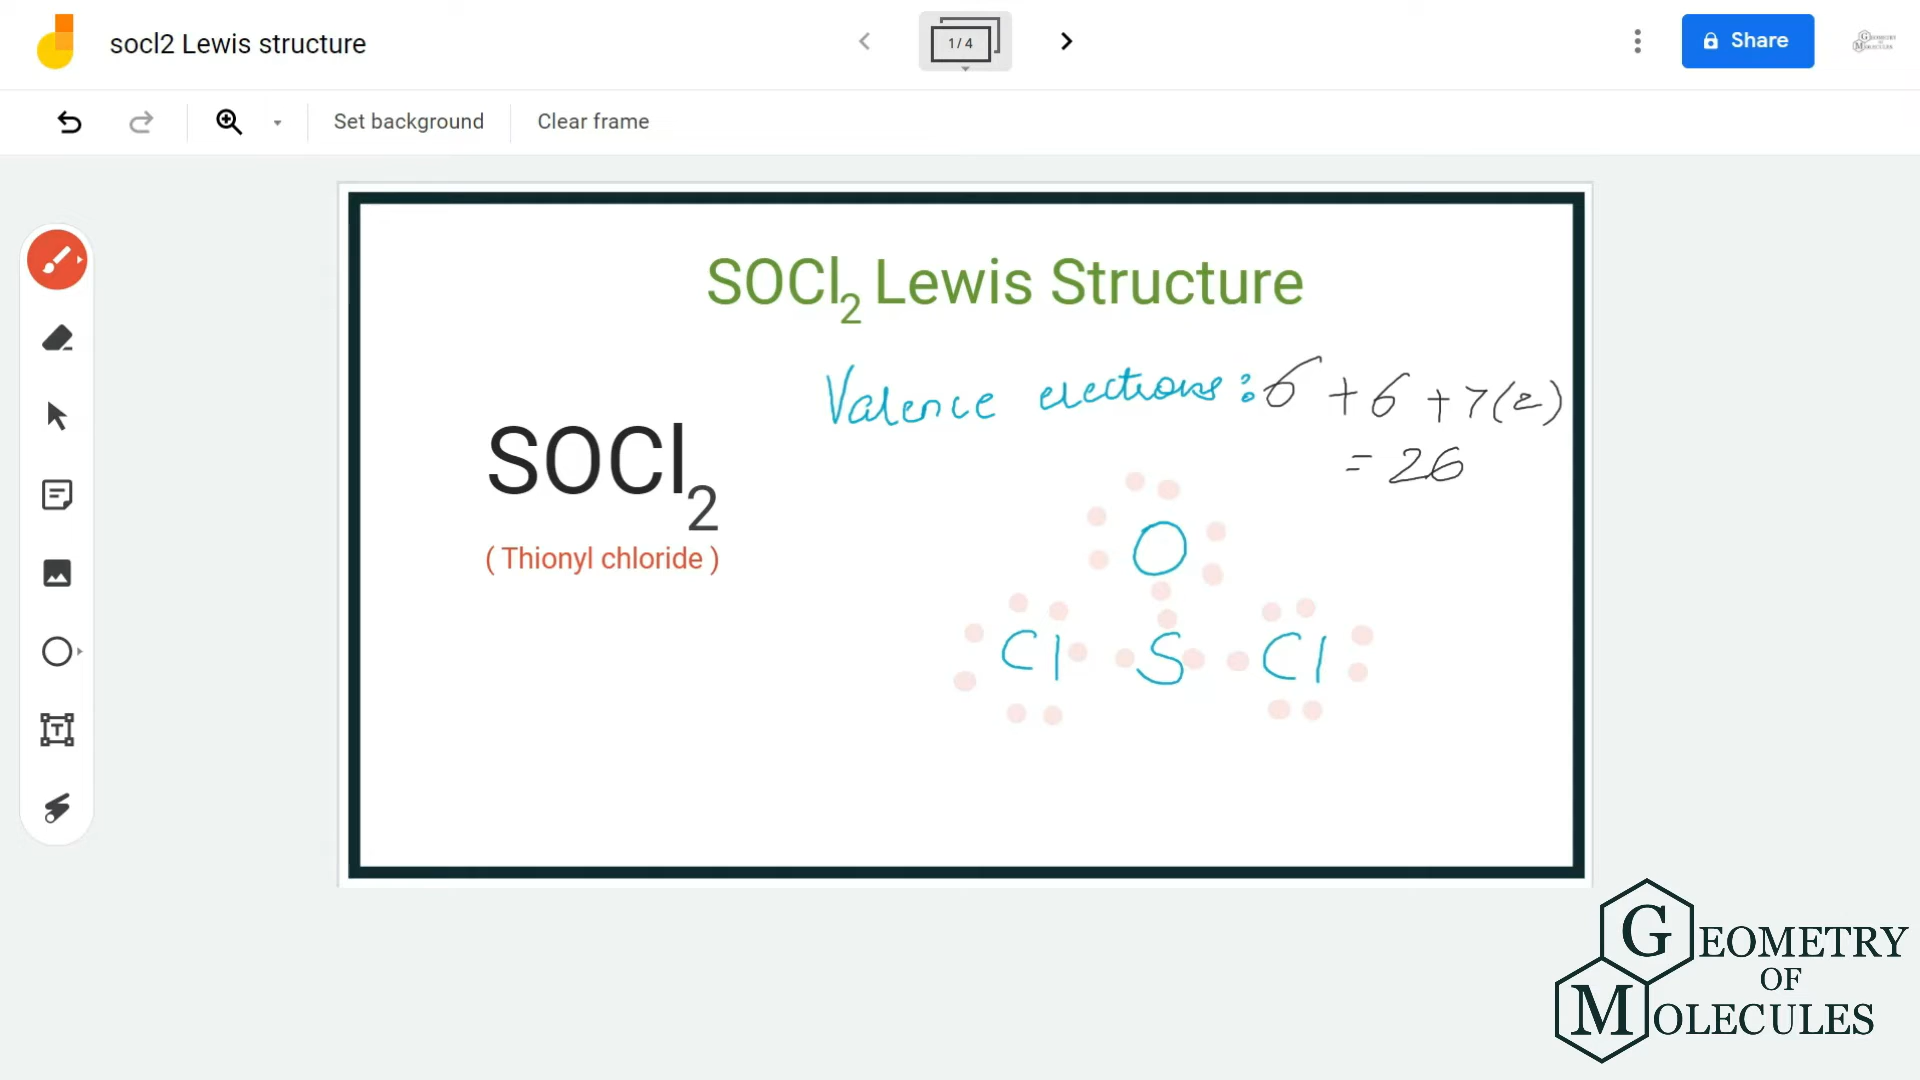 socl2 Lewis structure
1/4
Share
Set background
Clear frame
SOCl2 Lewis Structure
Valence electrons: 6 + 6 + 7(2)
= 26
SOCl2
( Thionyl chloride )
O
Cl S Cl
GEOMETRY
OF
MOLECULES